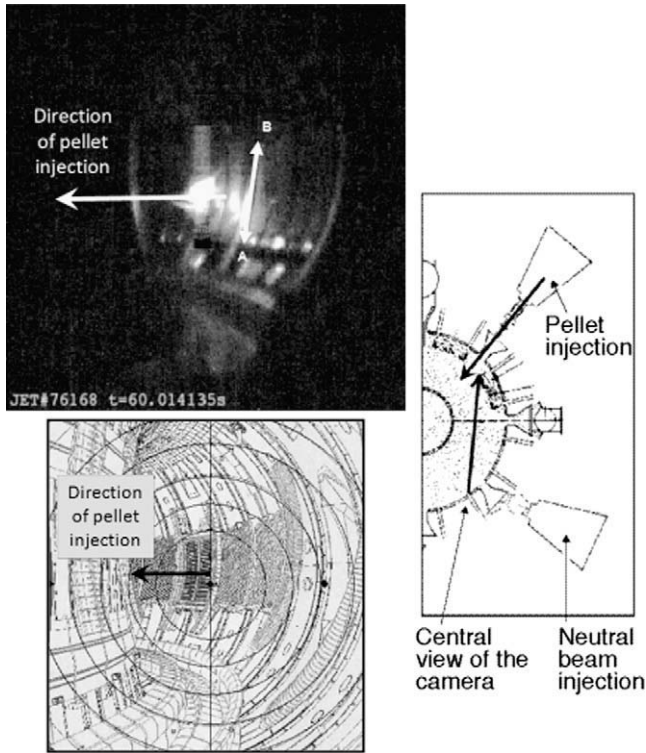 Direction
of pellet
injection
B
A
JET#76168 t=60.014135s
Direction
of pellet
injection
Pellet
injection
Central
view of the
camera
Neutral
beam
injection